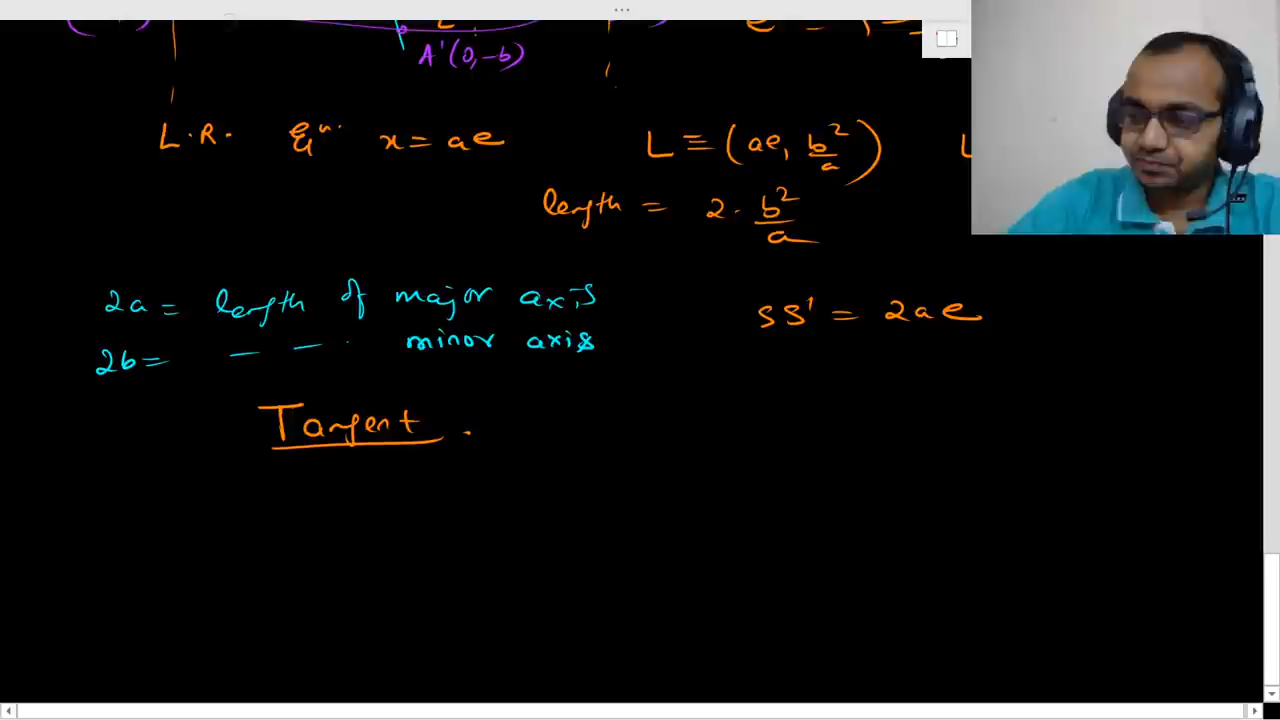 A'(0,-b)
L.R. Eqn. x = ae L ≡ (ae, b²/a)
length = 2. b²/a
2a = length of major axis SS' = 2ae
2b = — — . minor axis
Tangent .